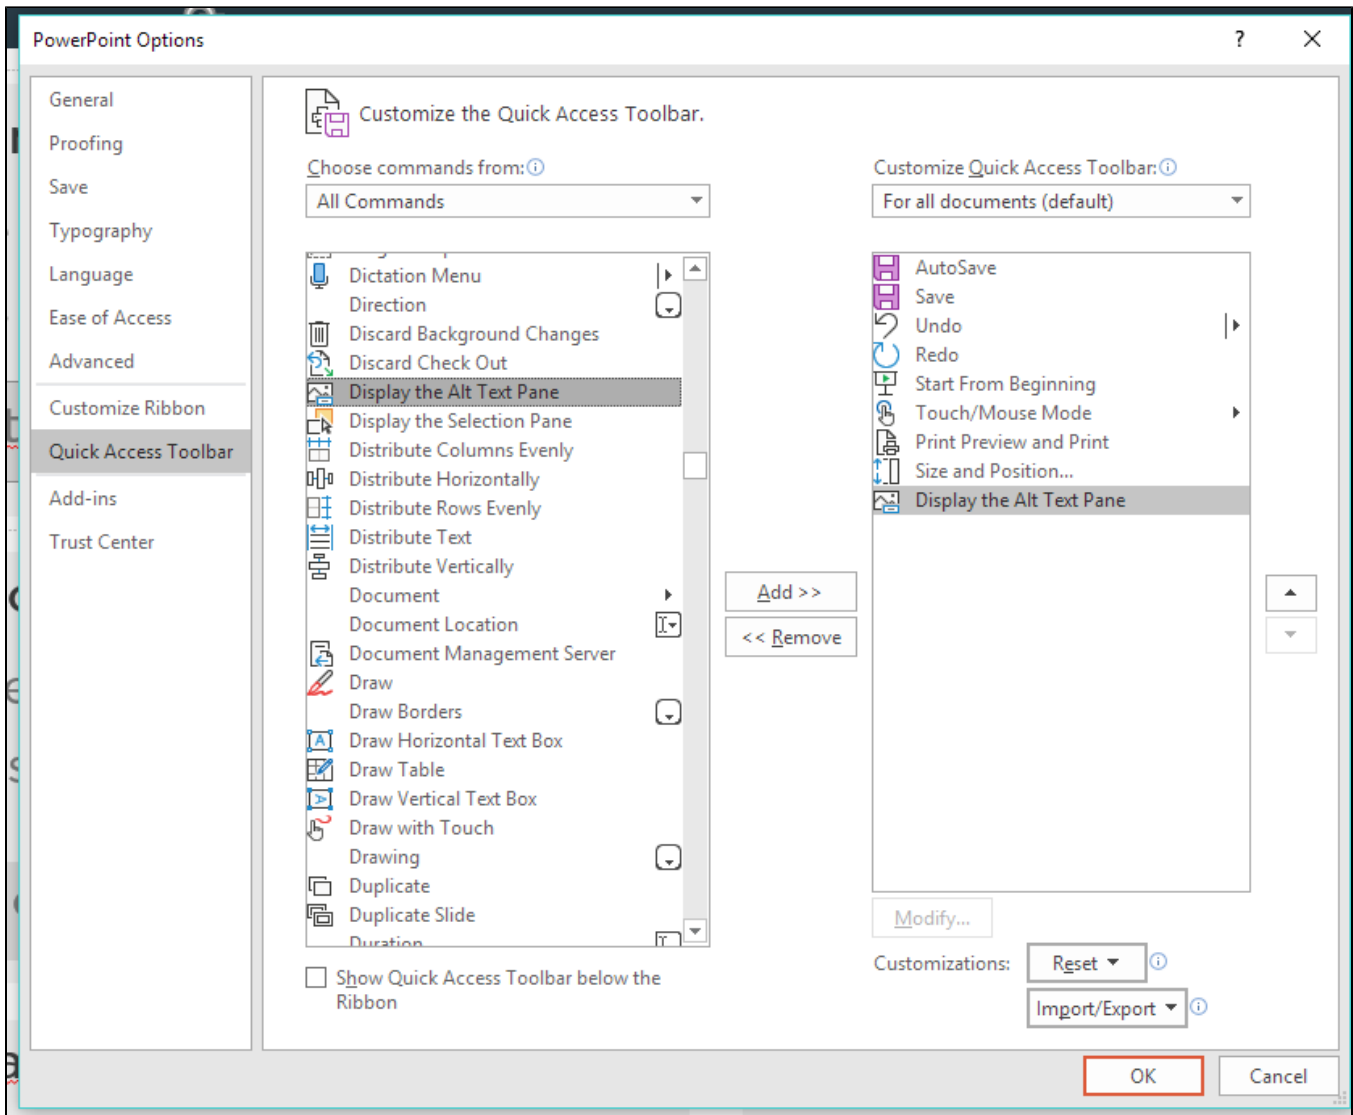 PowerPoint Options
?
General
Proofing
Save
Typography
Language
Ease of Access
Advanced
Customize Ribbon
Quick Access Toolbar
Add-ins
Trust Center
Customize the Quick Access Toolbar.
Choose commands from:
All Commands
Dictation Menu
Direction
Discard Background Changes
Discard Check Out
Display the Alt Text Pane
Display the Selection Pane
Distribute Columns Evenly
Distribute Horizontally
Distribute Rows Evenly
Distribute Text
Distribute Vertically
Document
Document Location
Document Management Server
Draw
Draw Borders
Draw Horizontal Text Box
Draw Table
Draw Vertical Text Box
Draw with Touch
Drawing
Duplicate
Duplicate Slide
Duration
Show Quick Access Toolbar below the
Ribbon
Add >>
<< Remove
Customize Quick Access Toolbar:
For all documents (default)
AutoSave
Save
Undo
Redo
Start From Beginning
Touch/Mouse Mode
Print Preview and Print
Size and Position...
Display the Alt Text Pane
Modify...
Customizations:
Reset
Import/Export
OK
Cancel